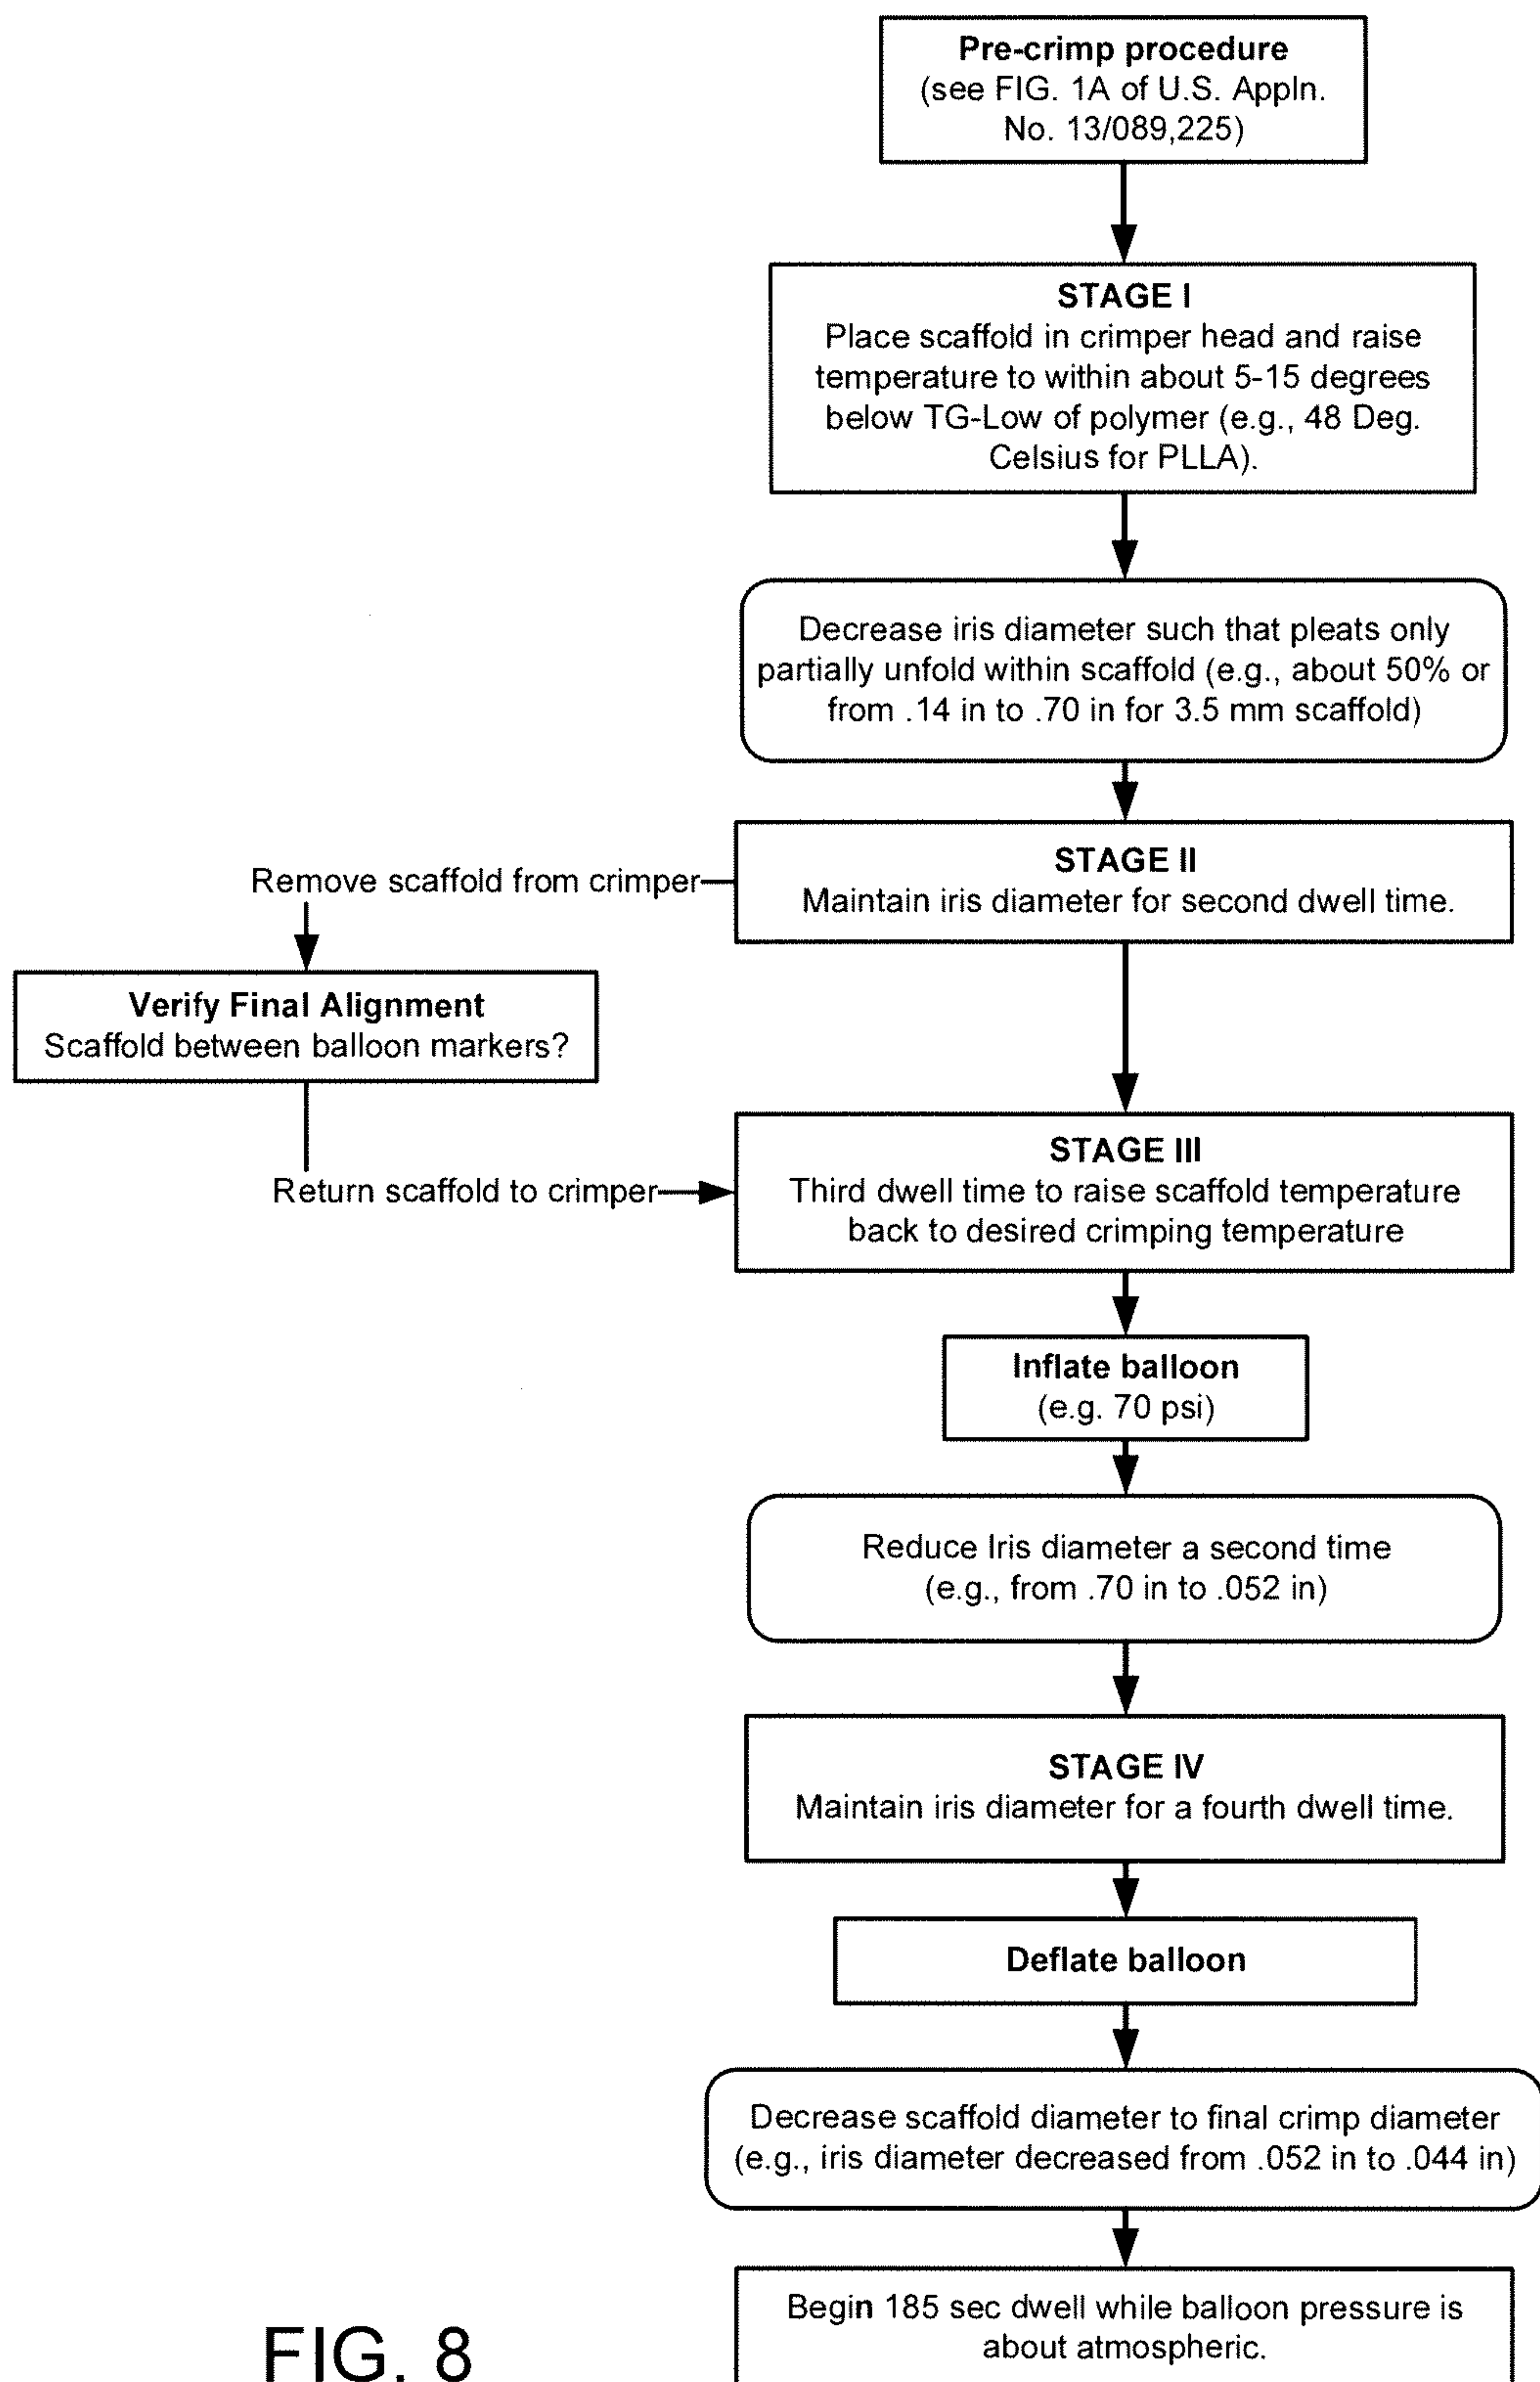 Pre-crimp procedure
(see FIG. 1A of U.S. Appln.
No. 13/089,225)
STAGE I
Place scaffold in crimper head and raise
temperature to within about 5-15 degrees
below TG-Low of polymer (e.g., 48 Deg.
Celsius for PLLA).
Decrease iris diameter such that pleats only
partially unfold within scaffold (e.g., about 50% or
from .14 in to .70 in for 3.5 mm scaffold)
STAGE II
Maintain iris diameter for second dwell time.
Remove scaffold from crimper
Verify Final Alignment
Scaffold between balloon markers?
Return scaffold to crimper
STAGE III
Third dwell time to raise scaffold temperature
back to desired crimping temperature
Inflate balloon
(e.g. 70 psi)
Reduce Iris diameter a second time
(e.g., from .70 in to .052 in)
STAGE IV
Maintain iris diameter for a fourth dwell time.
Deflate balloon
Decrease scaffold diameter to final crimp diameter
(e.g., iris diameter decreased from .052 in to .044 in)
Begin 185 sec dwell while balloon pressure is
about atmospheric.
FIG. 8